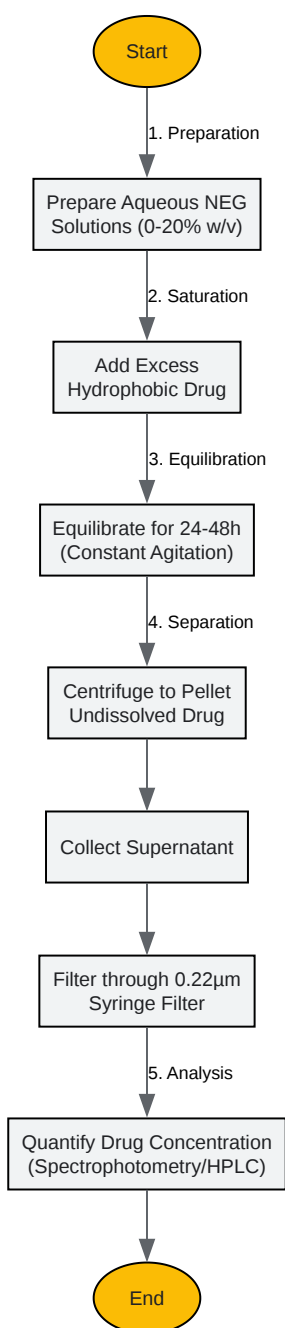 Start
1. Preparation
Prepare Aqueous NEG
Solutions (0-20% w/v)
2. Saturation
Add Excess
Hydrophobic Drug
3. Equilibration
Equilibrate for 24-48h
(Constant Agitation)
4. Separation
Centrifuge to Pellet
Undissolved Drug
Collect Supernatant
Filter through 0.22µm
Syringe Filter
5. Analysis
Quantify Drug Concentration
(Spectrophotometry/HPLC)
End